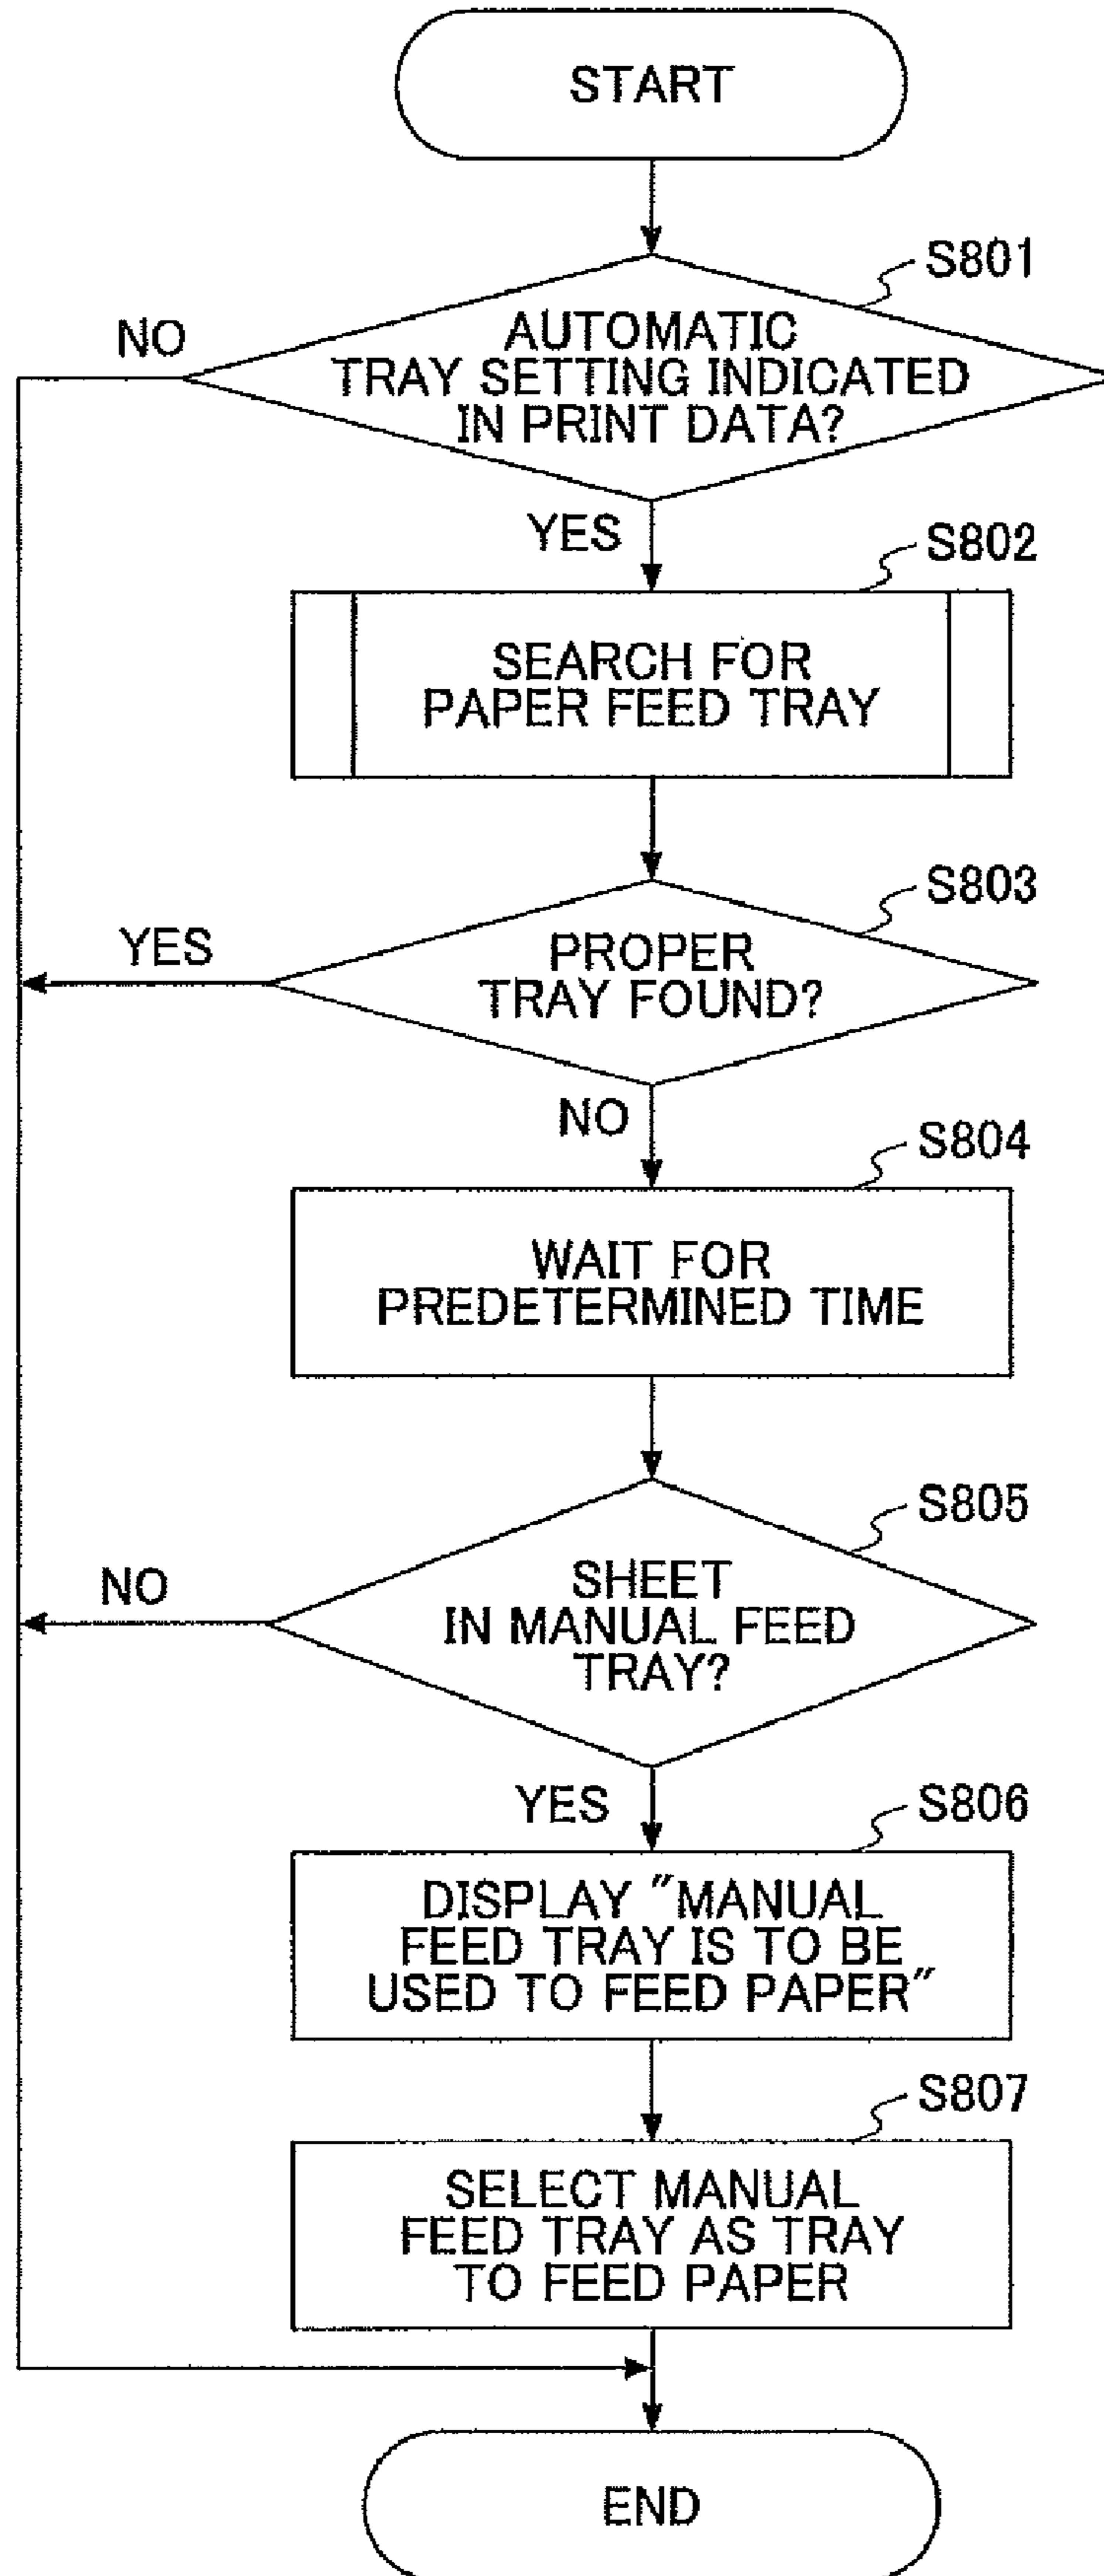 START
S801
NO
AUTOMATIC
TRAY SETTING INDICATED
IN PRINT DATA?
YES
S802
SEARCH FOR
PAPER FEED TRAY
S803
YES
PROPER
TRAY FOUND?
NO
S804
WAIT FOR
PREDETERMINED TIME
S805
NO
SHEET
IN MANUAL FEED
TRAY?
YES
S806
DISPLAY "MANUAL
FEED TRAY IS TO BE
USED TO FEED PAPER"
S807
SELECT MANUAL
FEED TRAY AS TRAY
TO FEED PAPER
END